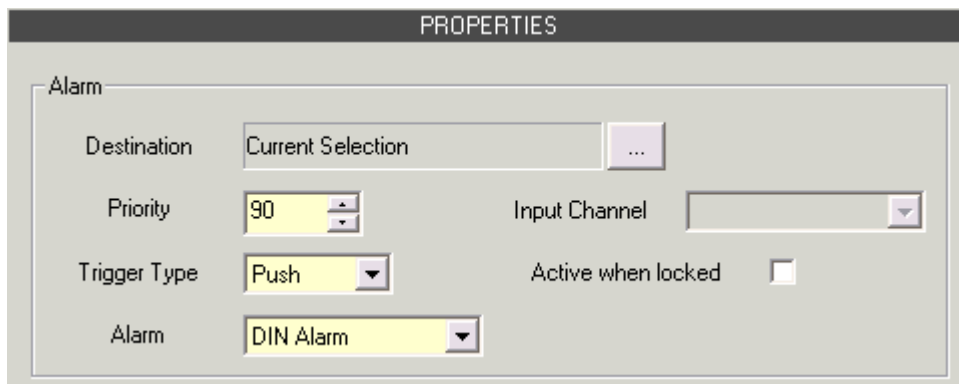 PROPERTIES
Alarm
Destination Current Selection ...
Priority 90 Input Channel
Trigger Type Push Active when locked
Alarm DIN Alarm